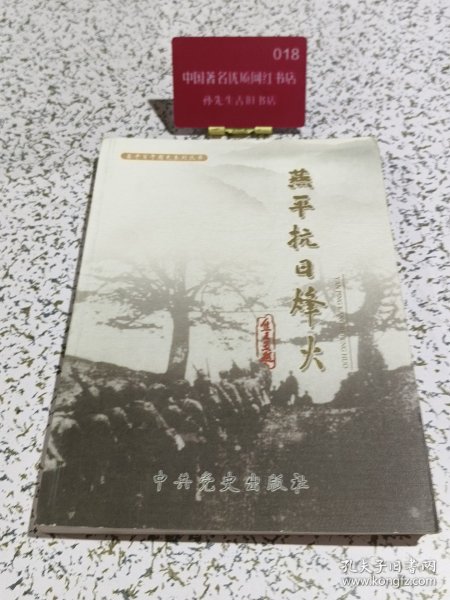 018
中国著名优质网红书店
孙先生古旧书店
燕平抗日烽火
中共党史出版社
孔夫子旧书网
www.kongfz.com